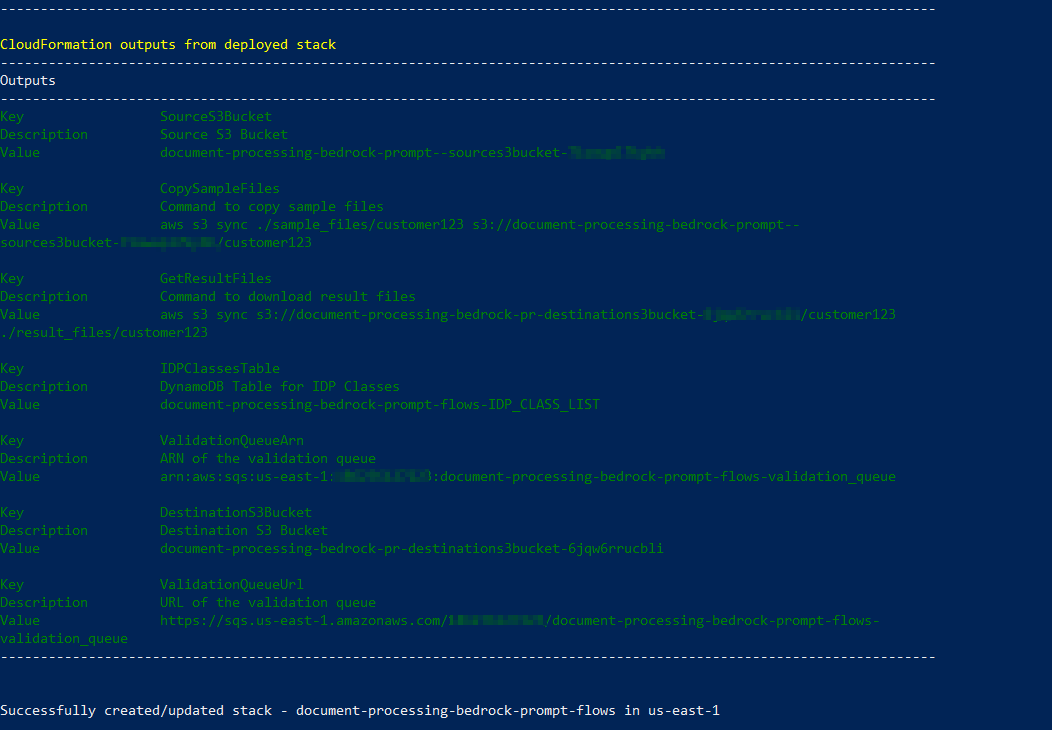 --------------------------------------------------------------------------------------------------------------------- 
CloudFormation outputs from deployed stack
---------------------------------------------------------------------------------------------------------------------
Outputs
---------------------------------------------------------------------------------------------------------------------
Key SourceS3Bucket
Description Source S3 Bucket
Value document-processing-bedrock-prompt--sources3bucket-

Key CopySampleFiles
Description Command to copy sample files
Value aws s3 sync ./sample_files/customer123 s3://document-processing-bedrock-prompt--
sources3bucket- /customer123

Key GetResultFiles
Description Command to download result files
Value aws s3 sync s3://document-processing-bedrock-pr-destinations3bucket- /customer123
./result_files/customer123

Key IDPClassesTable
Description DynamoDB Table for IDP Classes
Value document-processing-bedrock-prompt-flows-IDP_CLASS_LIST

Key ValidationQueueArn
Description ARN of the validation queue
Value arn:aws:sqs:us-east-1: :document-processing-bedrock-prompt-flows-validation_queue

Key DestinationS3Bucket
Description Destination S3 Bucket
Value document-processing-bedrock-pr-destinations3bucket-6jqw6rrucbli

Key ValidationQueueUrl
Description URL of the validation queue
Value https://sqs.us-east-1.amazonaws.com/ /document-processing-bedrock-prompt-flows-
validation_queue
---------------------------------------------------------------------------------------------------------------------
Successfully created/updated stack - document-processing-bedrock-prompt-flows in us-east-1